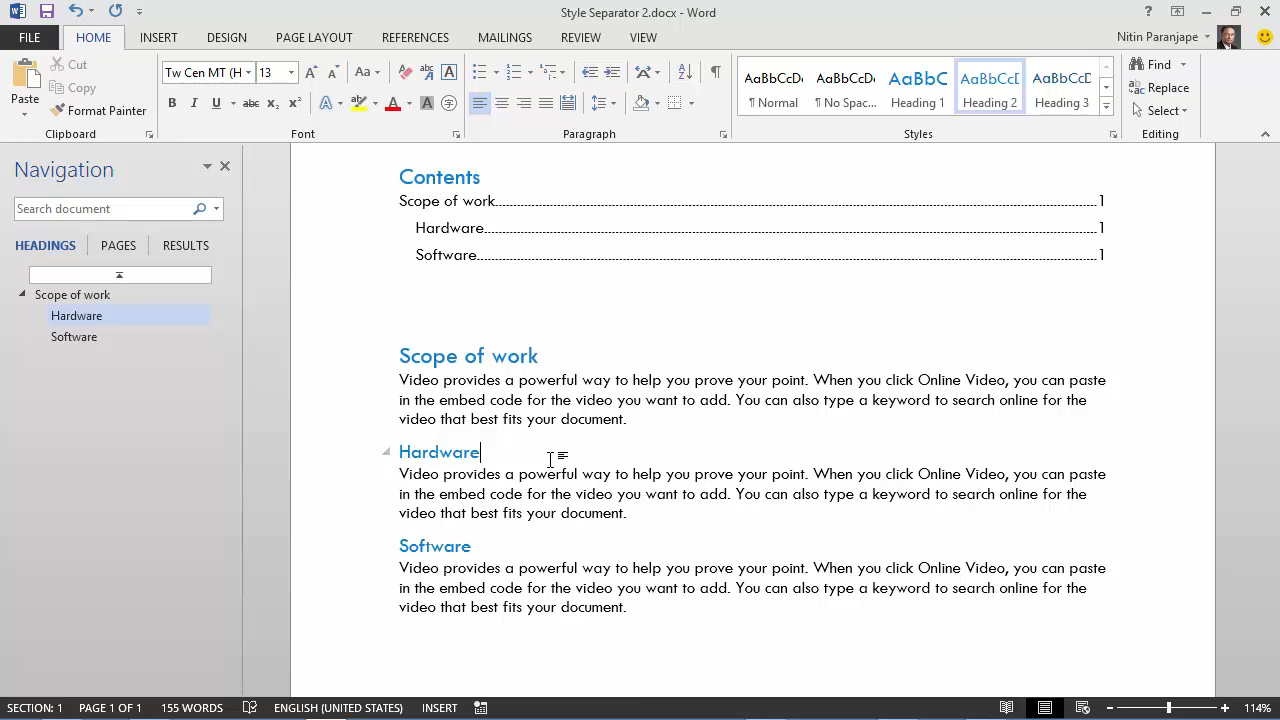 Style Separator 2.docx - Word
FILE HOME INSERT DESIGN PAGE LAYOUT REFERENCES MAILINGS REVIEW VIEW Nitin Paranjape
Paste
Cut
Copy
Format Painter
Clipboard
Tw Cen MT (H 13
Font
Paragraph
AaBbCcDc AaBbCcDc AaBbC AaBbCcD AaBbCcD
¶ Normal ¶ No Spac... Heading 1 Heading 2 Heading 3
Styles
Find
Replace
Select
Editing
Navigation
Search document
HEADINGS PAGES RESULTS
Scope of work
Hardware
Software
Contents
Scope of work 1
Hardware 1
Software 1
Scope of work
Video provides a powerful way to help you prove your point. When you click Online Video, you can paste
in the embed code for the video you want to add. You can also type a keyword to search online for the
video that best fits your document.
Hardware
Video provides a powerful way to help you prove your point. When you click Online Video, you can paste
in the embed code for the video you want to add. You can also type a keyword to search online for the
video that best fits your document.
Software
Video provides a powerful way to help you prove your point. When you click Online Video, you can paste
in the embed code for the video you want to add. You can also type a keyword to search online for the
video that best fits your document.
SECTION: 1 PAGE 1 OF 1 155 WORDS ENGLISH (UNITED STATES) INSERT 114%